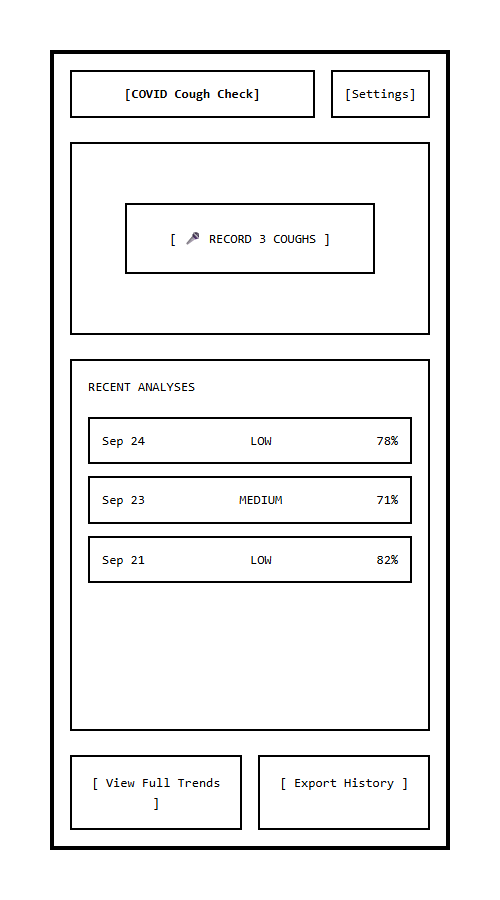 [COVID Cough Check]
[Settings]
[ 🎤 RECORD 3 COUGHS ]
RECENT ANALYSES
Sep 24 LOW 78%
Sep 23 MEDIUM 71%
Sep 21 LOW 82%
[ View Full Trends
]
[ Export History ]